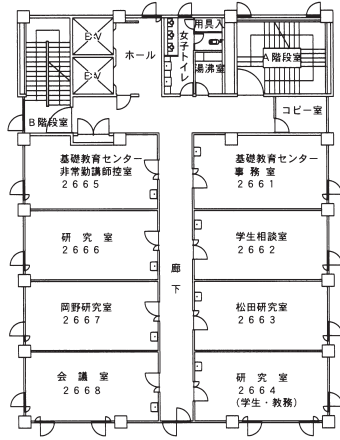 用具入
E.V
ホール
女子トイレ
湯沸室
A階段室
E.V
コピー室
B階段室
基礎教育センター
非常勤講師控室
2665
基礎教育センター
事務室
2661
研究室
2666
学生相談室
2662
廊下
岡野研究室
2667
松田研究室
2663
会議室
2668
研究室
2664
(学生・教務)